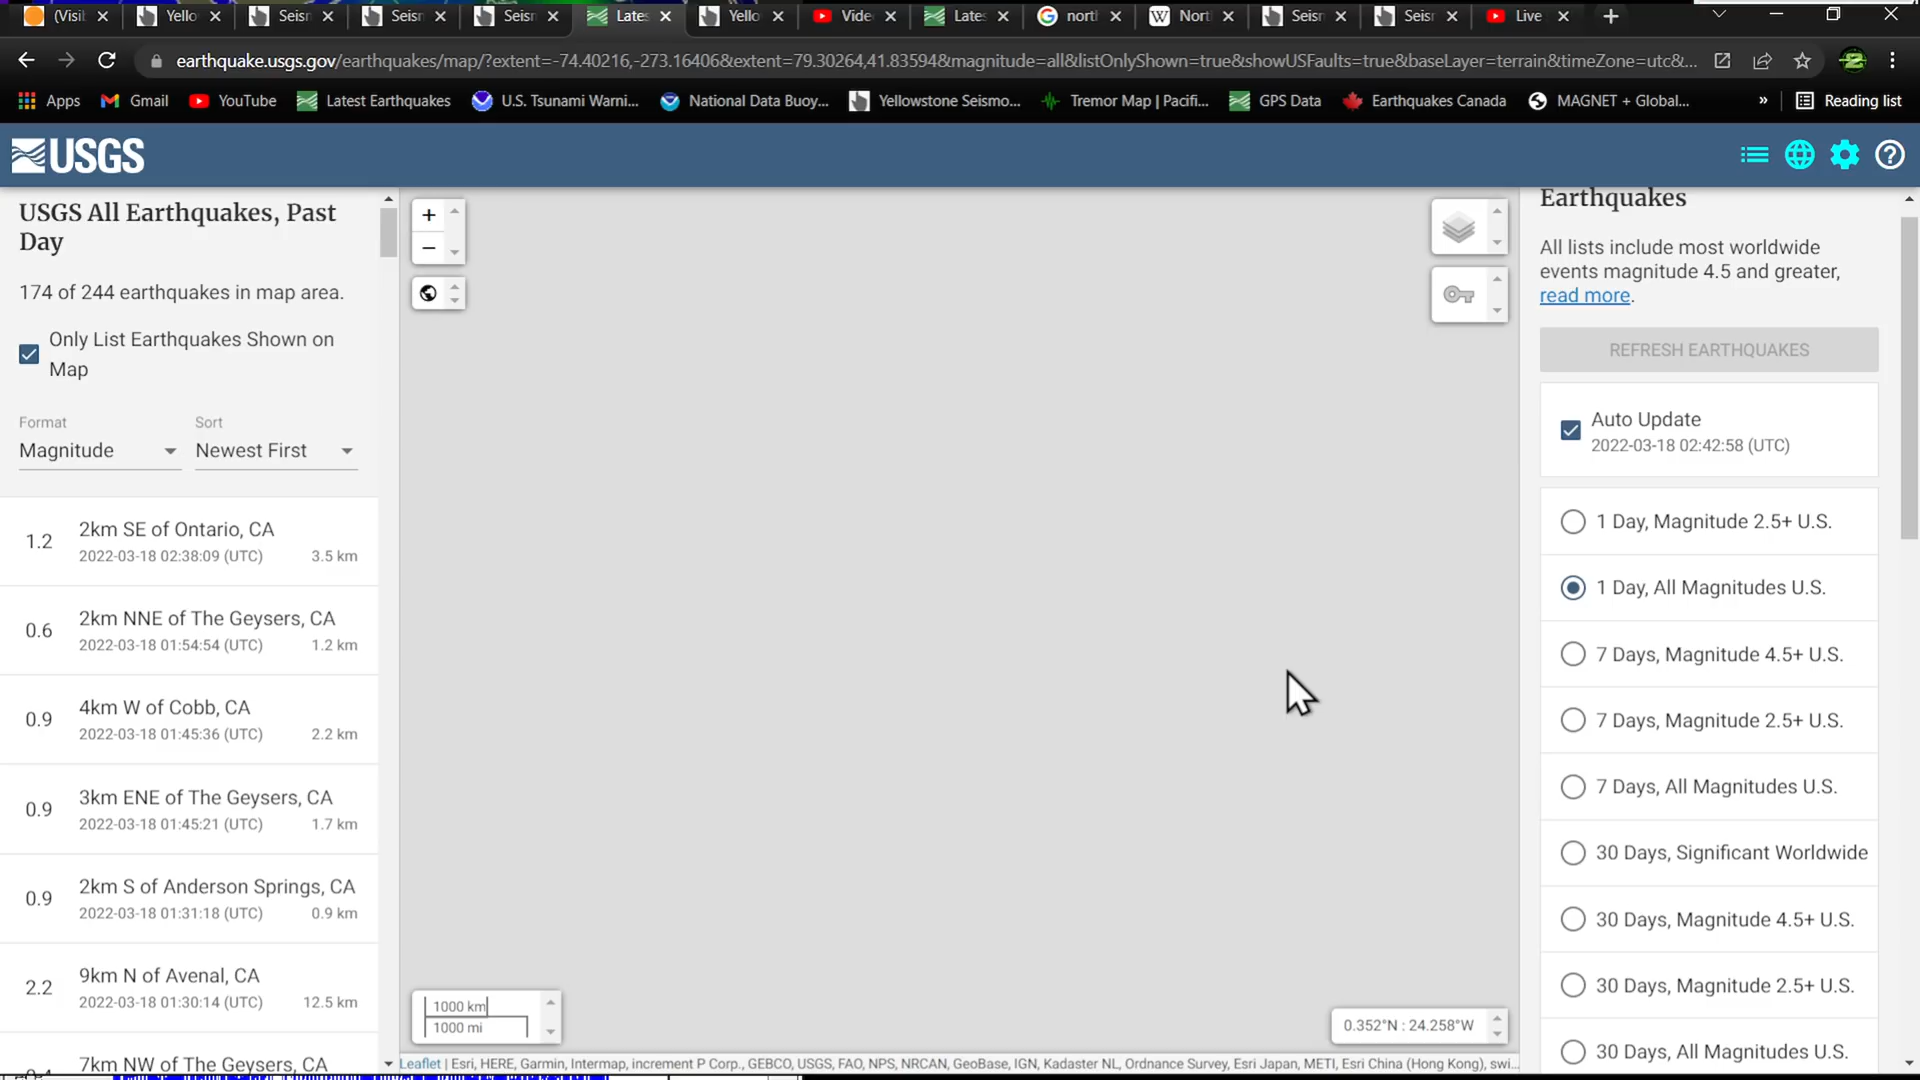 (Visit
Yello
Seisn
Seisn
Seisn
Lates
Yello
Vide
Lates
nort
Nort
Seisn
Seisn
Live
earthquake.usgs.gov/earthquakes/map/?extent=-74.40216,-273.16406&extent=79.30264,41.83594&magnitude=all&listOnlyShown=true&showUSFaults=true&baseLayer=terrain&timeZone=utc&...
Apps
Gmail
YouTube
Latest Earthquakes
U.S. Tsunami Warni...
National Data Buoy...
Yellowstone Seismo...
Tremor Map | Pacifi...
GPS Data
Earthquakes Canada
MAGNET + Global...
»
Reading list
USGS
USGS All Earthquakes, Past
Day
174 of 244 earthquakes in map area.
Only List Earthquakes Shown on
Map
Format
Sort
Magnitude
Newest First
1.2
2km SE of Ontario, CA
2022-03-18 02:38:09 (UTC)
3.5 km
0.6
2km NNE of The Geysers, CA
2022-03-18 01:54:54 (UTC)
1.2 km
0.9
4km W of Cobb, CA
2022-03-18 01:45:36 (UTC)
2.2 km
0.9
3km ENE of The Geysers, CA
2022-03-18 01:45:21 (UTC)
1.7 km
0.9
2km S of Anderson Springs, CA
2022-03-18 01:31:18 (UTC)
0.9 km
2.2
9km N of Avenal, CA
2022-03-18 01:30:14 (UTC)
12.5 km
7km NW of The Geysers, CA
+
−
1000 km
1000 mi
0.352°N : 24.258°W
Leaflet | Esri, HERE, Garmin, Intermap, increment P Corp., GEBCO, USGS, FAO, NPS, NRCAN, GeoBase, IGN, Kadaster NL, Ordnance Survey, Esri Japan, METI, Esri China (Hong Kong), swi...
Earthquakes
All lists include most worldwide
events magnitude 4.5 and greater,
read more.
REFRESH EARTHQUAKES
Auto Update
2022-03-18 02:42:58 (UTC)
1 Day, Magnitude 2.5+ U.S.
1 Day, All Magnitudes U.S.
7 Days, Magnitude 4.5+ U.S.
7 Days, Magnitude 2.5+ U.S.
7 Days, All Magnitudes U.S.
30 Days, Significant Worldwide
30 Days, Magnitude 4.5+ U.S.
30 Days, Magnitude 2.5+ U.S.
30 Days, All Magnitudes U.S.